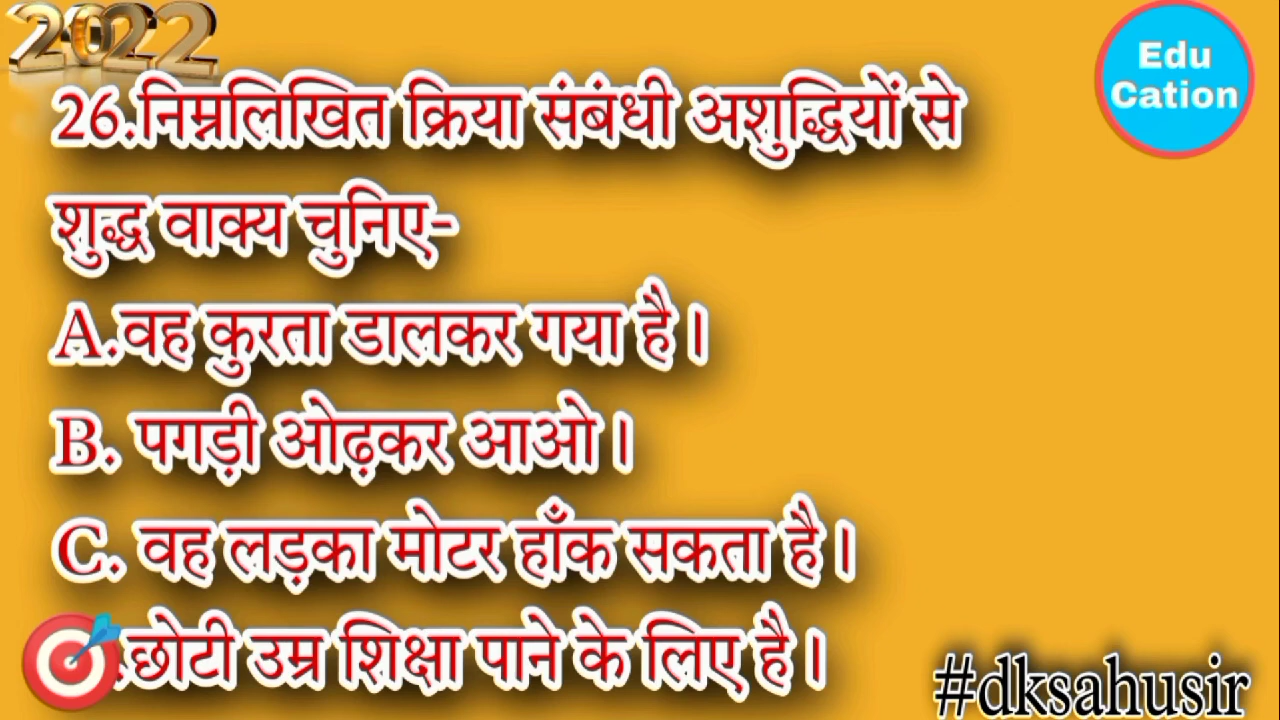 2022
Edu
Cation
26.निम्नलिखित क्रिया संबंधी अशुद्धियों से
शुद्ध वाक्य चुनिए-
A.वह कुरता डालकर गया है।
B. पगड़ी ओढ़कर आओ।
C. वह लड़का मोटर हाँक सकता है।
.छोटी उम्र शिक्षा पाने के लिए है।
#dksahusir